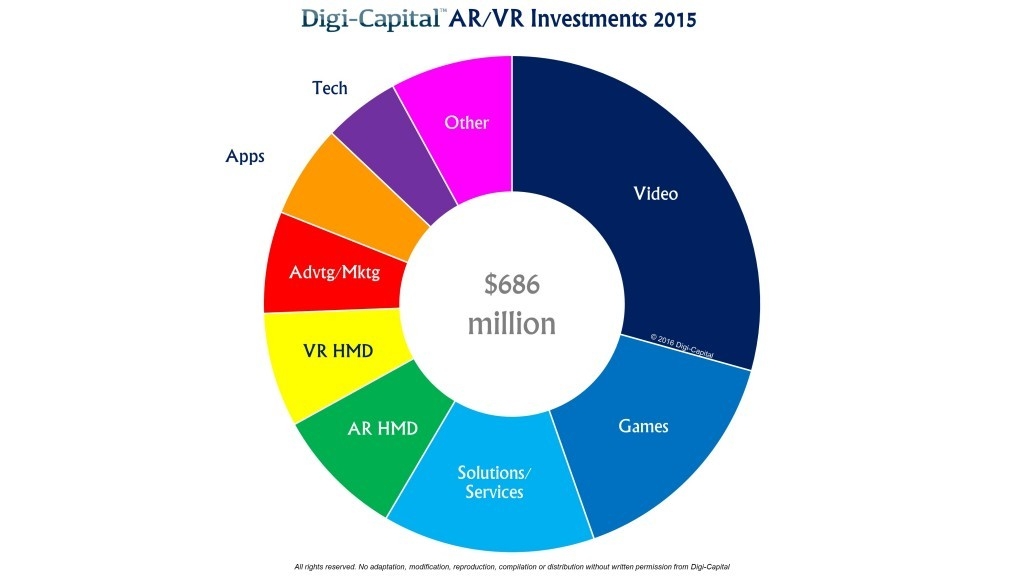 Digi-Capital™ AR/VR Investments 2015
Tech
Other
Apps
Video
Advtg/Mktg
$686
million
VR HMD
© 2016 Digi-Capital
AR HMD
Games
Solutions/
Services
All rights reserved. No adaptation, modification, reproduction, compilation or distribution without written permission from Digi-Capital